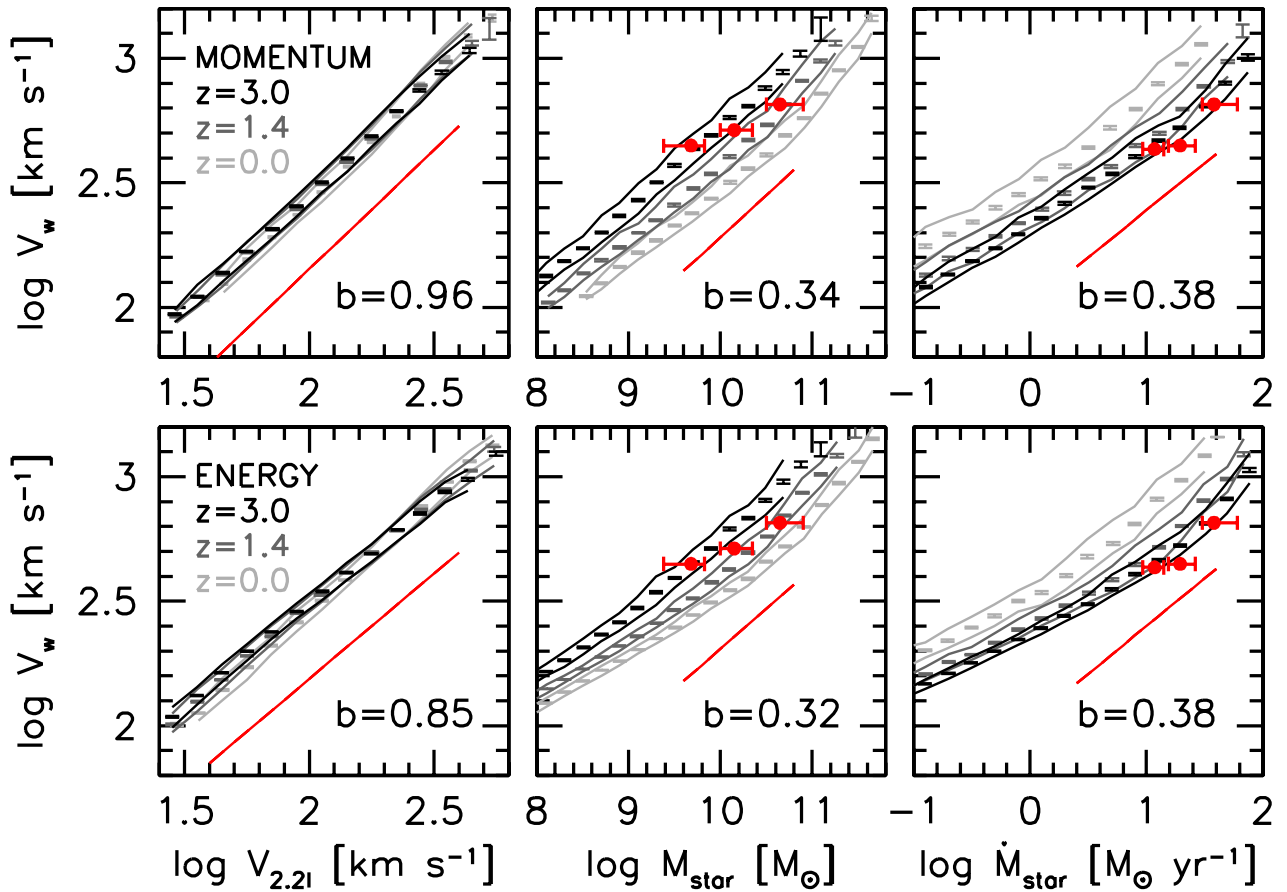 log V_w [km s⁻¹]
3
2.5
2
MOMENTUM
z=3.0
z=1.4
z=0.0
b=0.96
b=0.34
b=0.38
1.5 2 2.5
8 9 10 11
−1 0 1 2
log V_w [km s⁻¹]
3
2.5
2
ENERGY
z=3.0
z=1.4
z=0.0
b=0.85
b=0.32
b=0.38
1.5 2 2.5
8 9 10 11
−1 0 1 2
log V_2.2l [km s⁻¹]
log M_star [M_⊙]
log Ṁ_star [M_⊙ yr⁻¹]